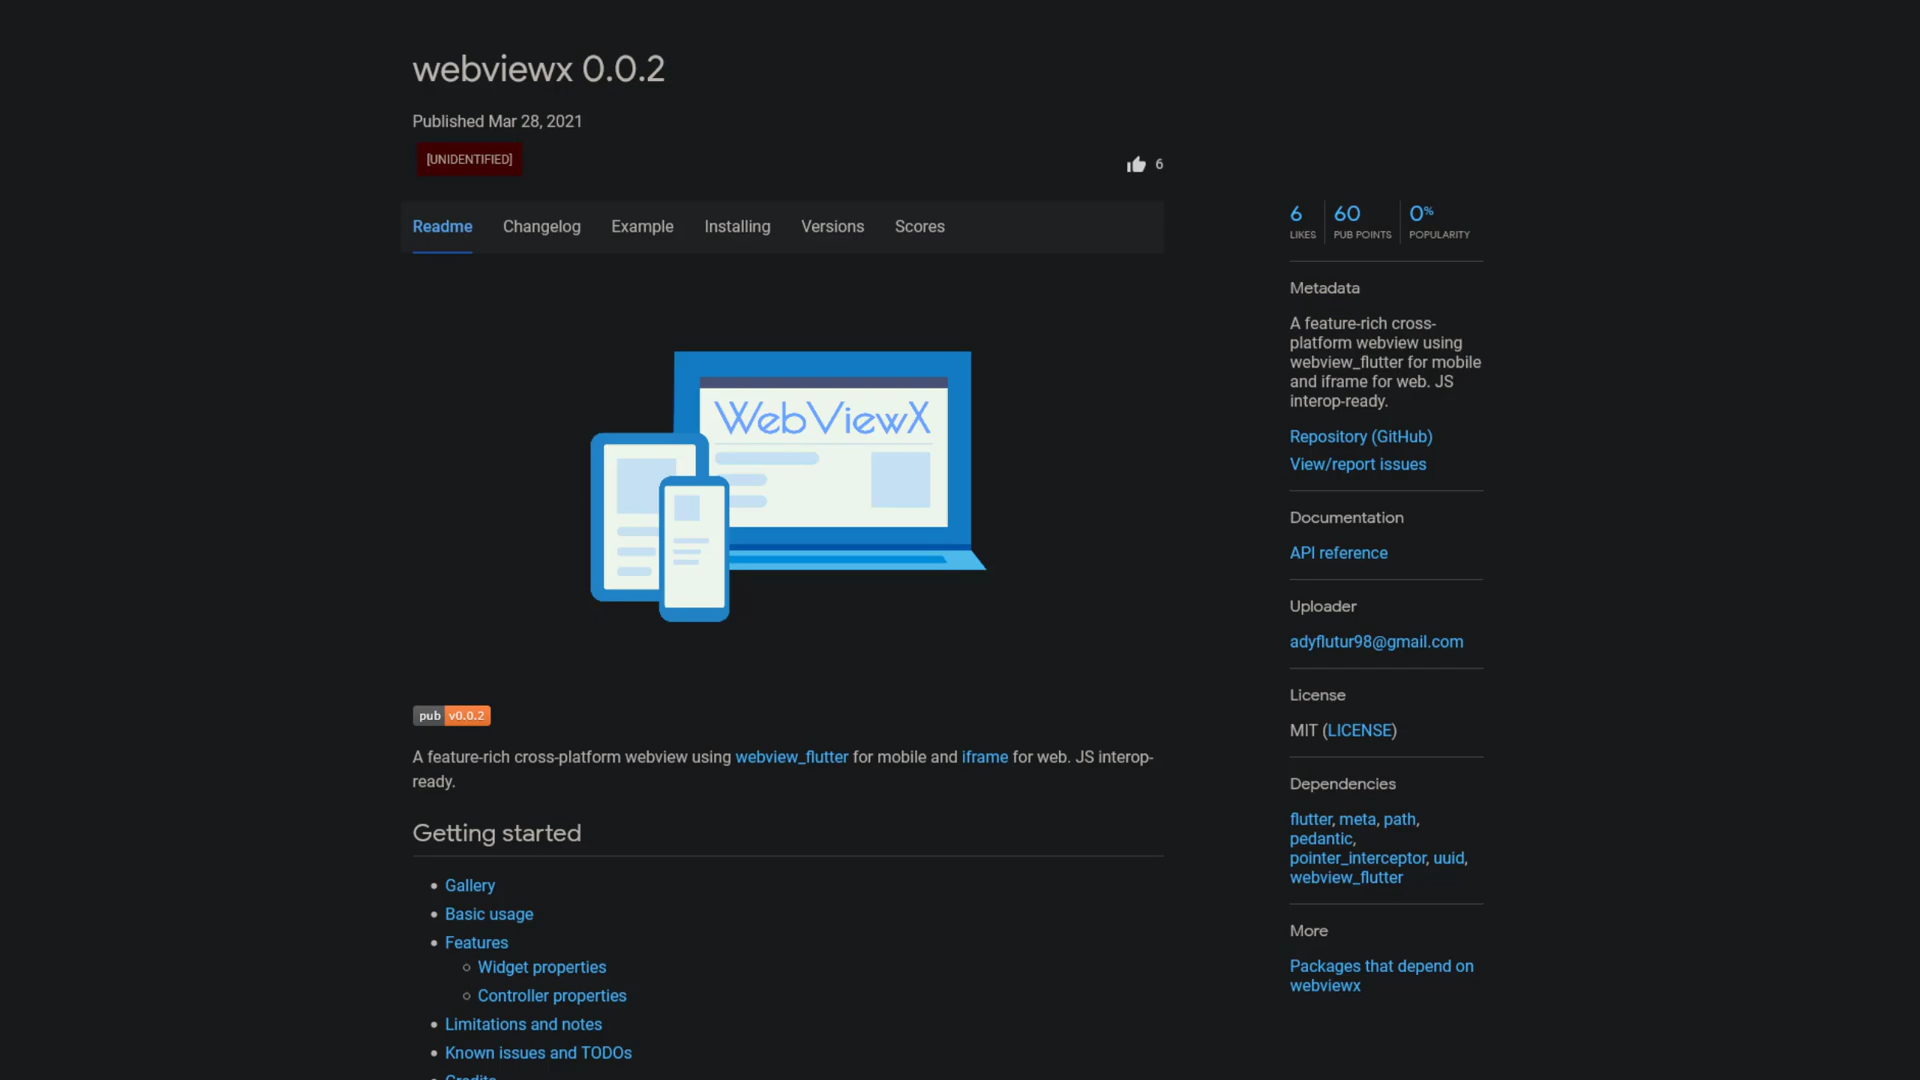 webviewx 0.0.2
Published Mar 28, 2021
[UNIDENTIFIED]
6
Readme Changelog Example Installing Versions Scores
WebViewX
pub v0.0.2
A feature-rich cross-platform webview using webview_flutter for mobile and iframe for web. JS interop-
ready.
Getting started
Gallery
Basic usage
Features
Widget properties
Controller properties
Limitations and notes
Known issues and TODOs
Credits
6 60 0%
LIKES PUB POINTS POPULARITY
Metadata
A feature-rich cross-
platform webview using
webview_flutter for mobile
and iframe for web. JS
interop-ready.
Repository (GitHub)
View/report issues
Documentation
API reference
Uploader
adyflutur98@gmail.com
License
MIT (LICENSE)
Dependencies
flutter, meta, path,
pedantic,
pointer_interceptor, uuid,
webview_flutter
More
Packages that depend on
webviewx